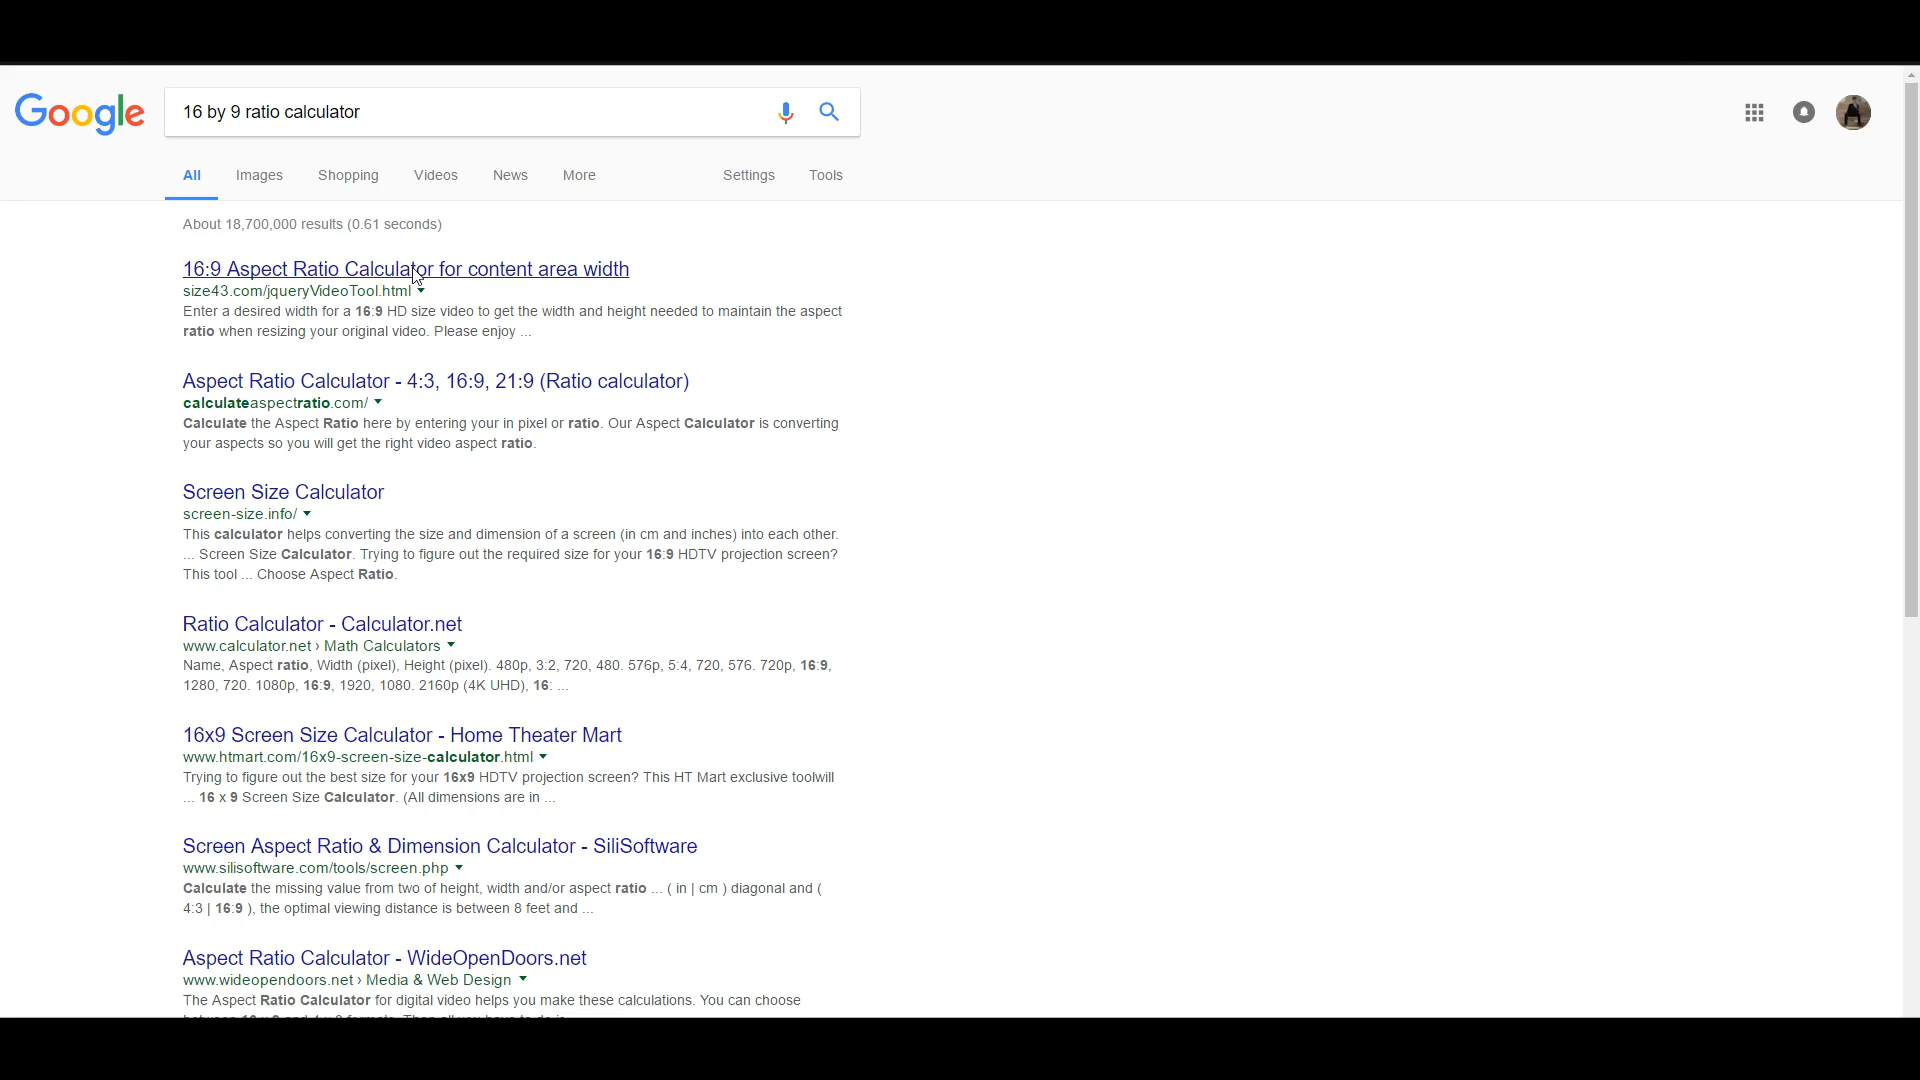 Google
16 by 9 ratio calculator
All Images Shopping Videos News More Settings Tools
About 18,700,000 results (0.61 seconds)
16:9 Aspect Ratio Calculator for content area width
size43.com/jqueryVideoTool.html
Enter a desired width for a 16:9 HD size video to get the width and height needed to maintain the aspect
ratio when resizing your original video. Please enjoy ...
Aspect Ratio Calculator - 4:3, 16:9, 21:9 (Ratio calculator)
calculateaspectratio.com/
Calculate the Aspect Ratio here by entering your in pixel or ratio. Our Aspect Calculator is converting
your aspects so you will get the right video aspect ratio.
Screen Size Calculator
screen-size.info/
This calculator helps converting the size and dimension of a screen (in cm and inches) into each other.
... Screen Size Calculator. Trying to figure out the required size for your 16:9 HDTV projection screen?
This tool ... Choose Aspect Ratio.
Ratio Calculator - Calculator.net
www.calculator.net › Math Calculators
Name, Aspect ratio, Width (pixel), Height (pixel). 480p, 3:2, 720, 480. 576p, 5:4, 720, 576. 720p, 16:9,
1280, 720. 1080p, 16:9, 1920, 1080. 2160p (4K UHD), 16: ...
16x9 Screen Size Calculator - Home Theater Mart
www.htmart.com/16x9-screen-size-calculator.html
Trying to figure out the best size for your 16x9 HDTV projection screen? This HT Mart exclusive toolwill
... 16 x 9 Screen Size Calculator. (All dimensions are in ...
Screen Aspect Ratio & Dimension Calculator - SiliSoftware
www.silisoftware.com/tools/screen.php
Calculate the missing value from two of height, width and/or aspect ratio ... ( in | cm ) diagonal and (
4:3 | 16:9 ), the optimal viewing distance is between 8 feet and ...
Aspect Ratio Calculator - WideOpenDoors.net
www.wideopendoors.net › Media & Web Design
The Aspect Ratio Calculator for digital video helps you make these calculations. You can choose